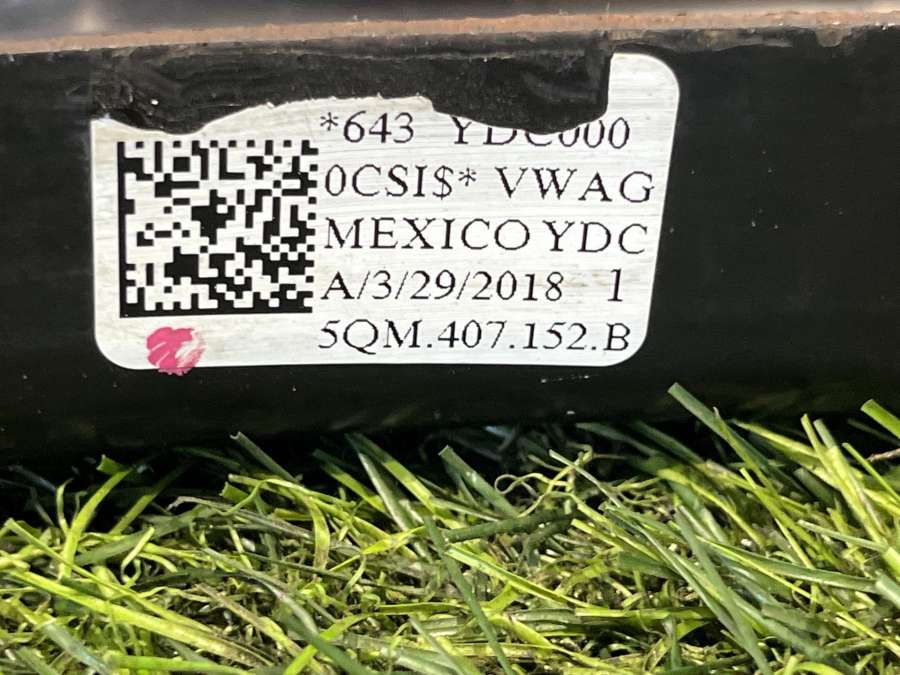 *643 YDC000
0CSI$* VWAG
MEXICO YDC
A/3/29/2018 1
5QM.407.152.B